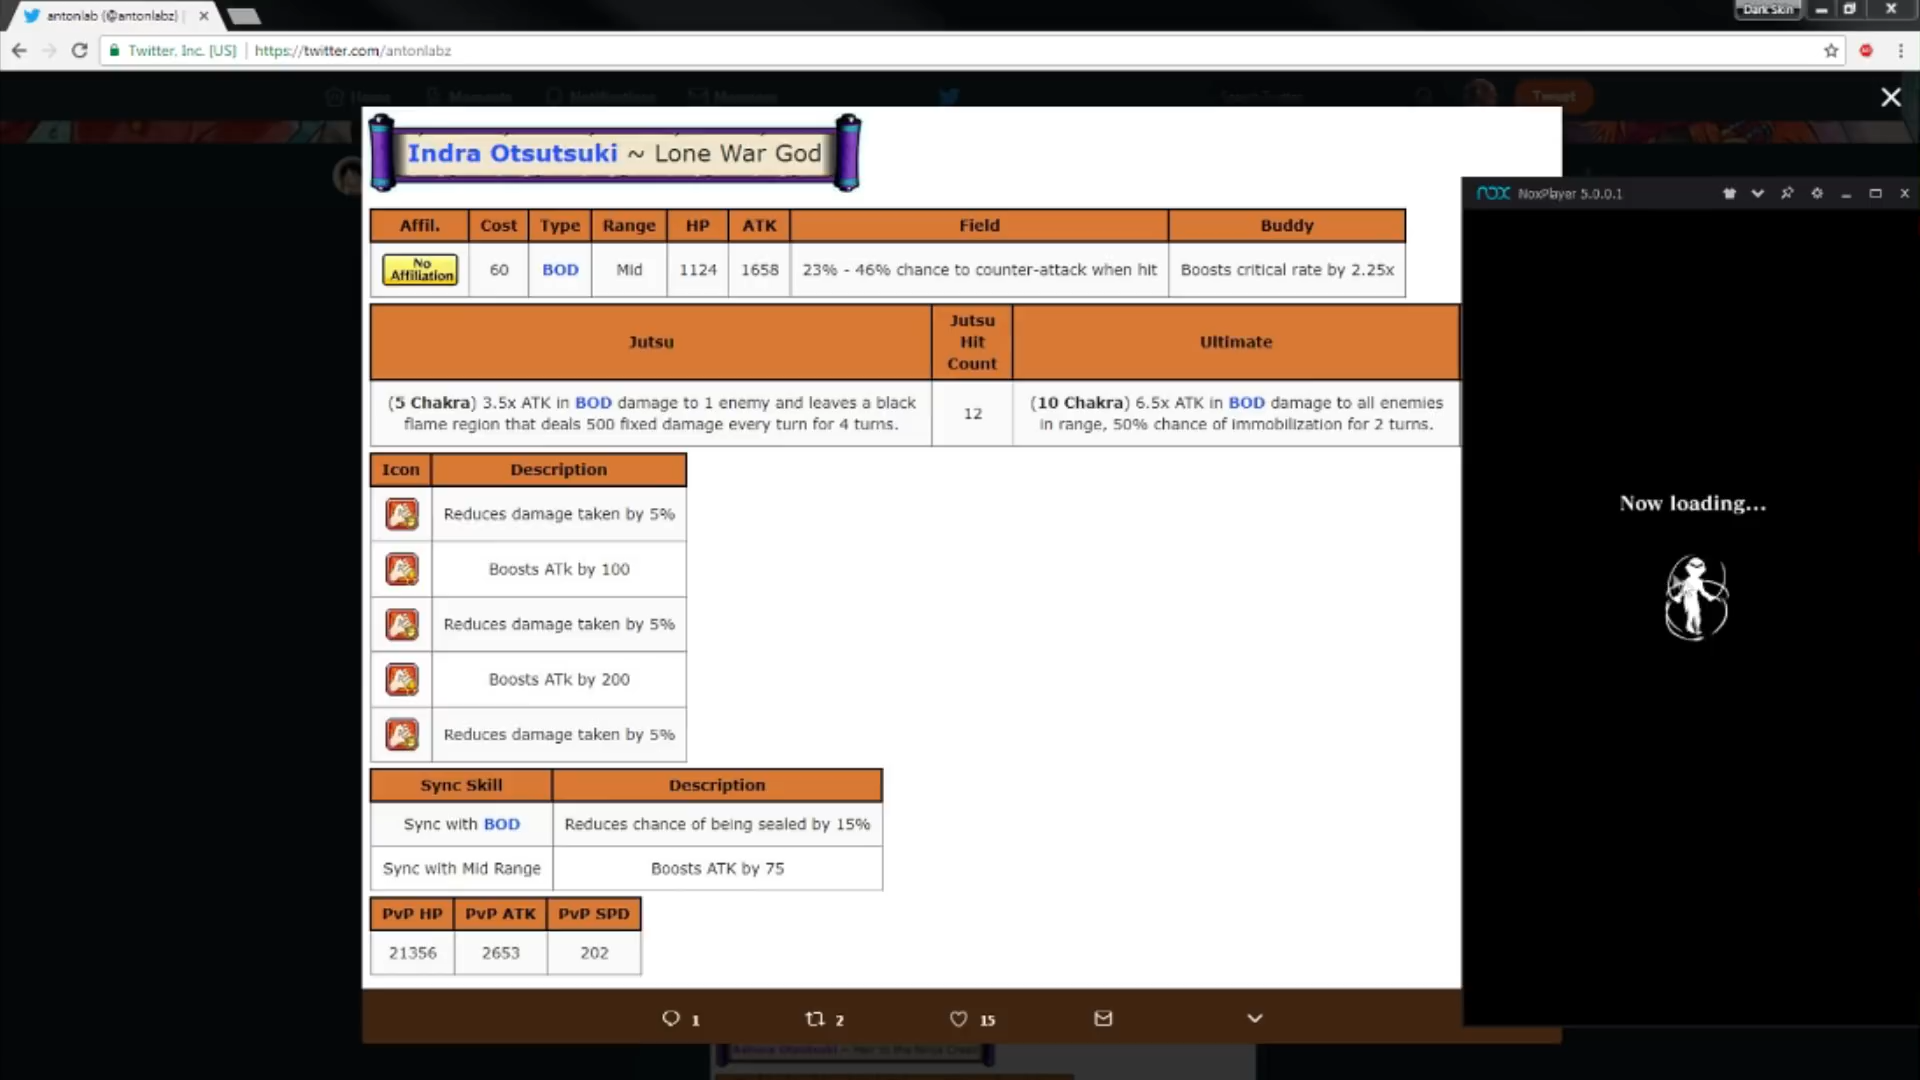 antonlab (@antonlabz) |
Dark Skin
Twitter, Inc. [US] | https://twitter.com/antonlabz
Home Moments Notifications Messages Search Twitter Tweet
Indra Otsutsuki ~ Lone War God
nox NoxPlayer 5.0.0.1
Affil. Cost Type Range HP ATK Field Buddy
No
Affiliation
60 BOD Mid 1124 1658 23% - 46% chance to counter-attack when hit Boosts critical rate by 2.25x
Jutsu
Jutsu
Hit
Count
Ultimate
(5 Chakra) 3.5x ATK in BOD damage to 1 enemy and leaves a black
flame region that deals 500 fixed damage every turn for 4 turns.
12
(10 Chakra) 6.5x ATK in BOD damage to all enemies
in range, 50% chance of immobilization for 2 turns.
Icon Description
Reduces damage taken by 5%
Boosts ATk by 100
Reduces damage taken by 5%
Boosts ATk by 200
Reduces damage taken by 5%
Now loading...
Sync Skill Description
Sync with BOD Reduces chance of being sealed by 15%
Sync with Mid Range Boosts ATK by 75
PvP HP PvP ATK PvP SPD
21356 2653 202
1 2 15